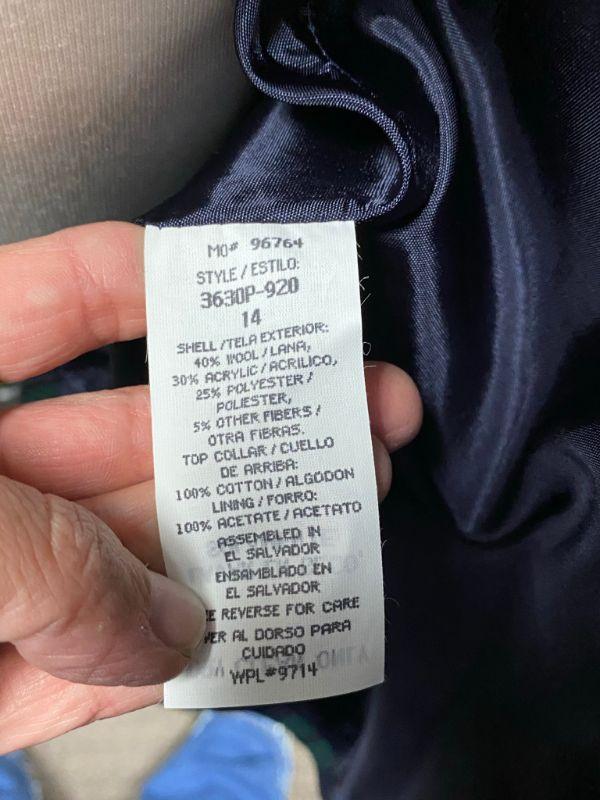 MO# 96764
STYLE / ESTILO:
3630P-920
14
SHELL / TELA EXTERIOR:
40% WOOL / LANA,
30% ACRYLIC / ACRILICO,
25% POLYESTER /
POLIESTER,
5% OTHER FIBERS /
OTRA FIBRAS.
TOP COLLAR / CUELLO
DE ARRIBA:
100% COTTON / ALGODON
LINING / FORRO:
100% ACETATE / ACETATO
ASSEMBLED IN
EL SALVADOR
ENSAMBLADO EN
EL SALVADOR
E REVERSE FOR CARE
VER AL DORSO PARA
CUIDADO
WPL#9714